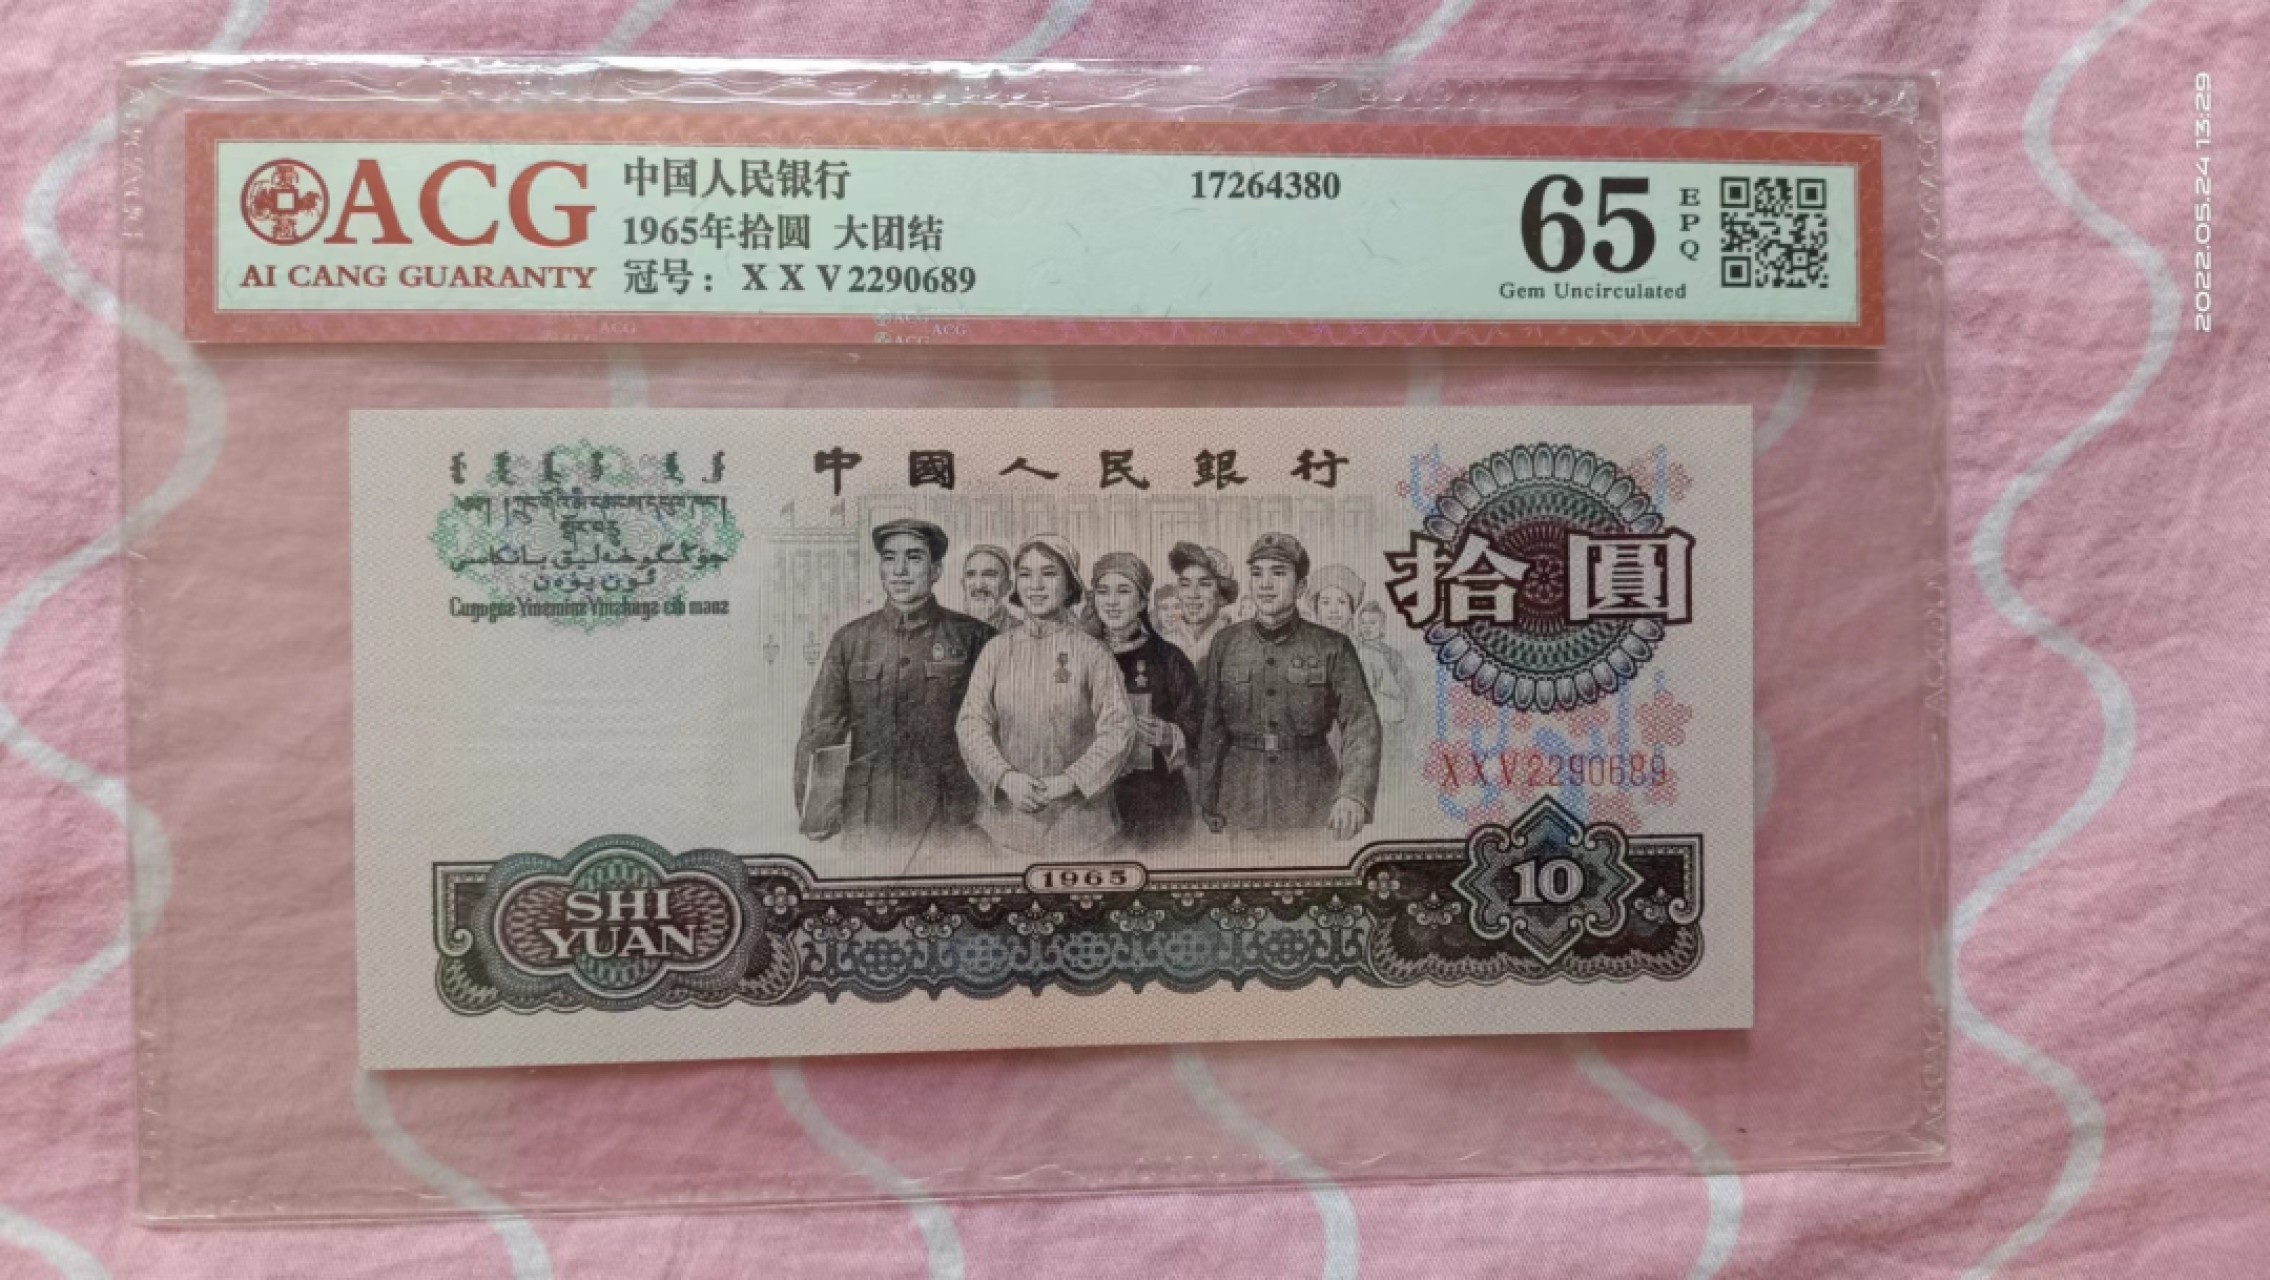 ACG
AI CANG GUARANTY
中国人民银行
1965年拾圆 大团结
冠号: X X V 2290689
17264380
65
EPQ
Gem Uncirculated
2022.05.24 13:29
中國人民銀行
拾圓
X X V 2290689
1965
SHI
YUAN
10